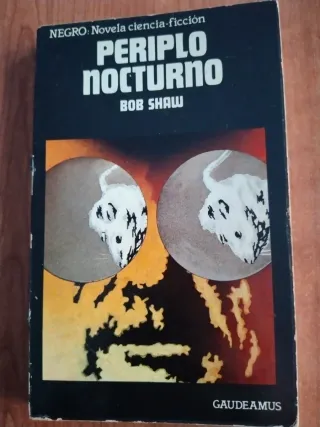 NEGRO: Novela ciencia-ficción
PERIPLO
NOCTURNO
BOB SHAW
GAUDEAMUS